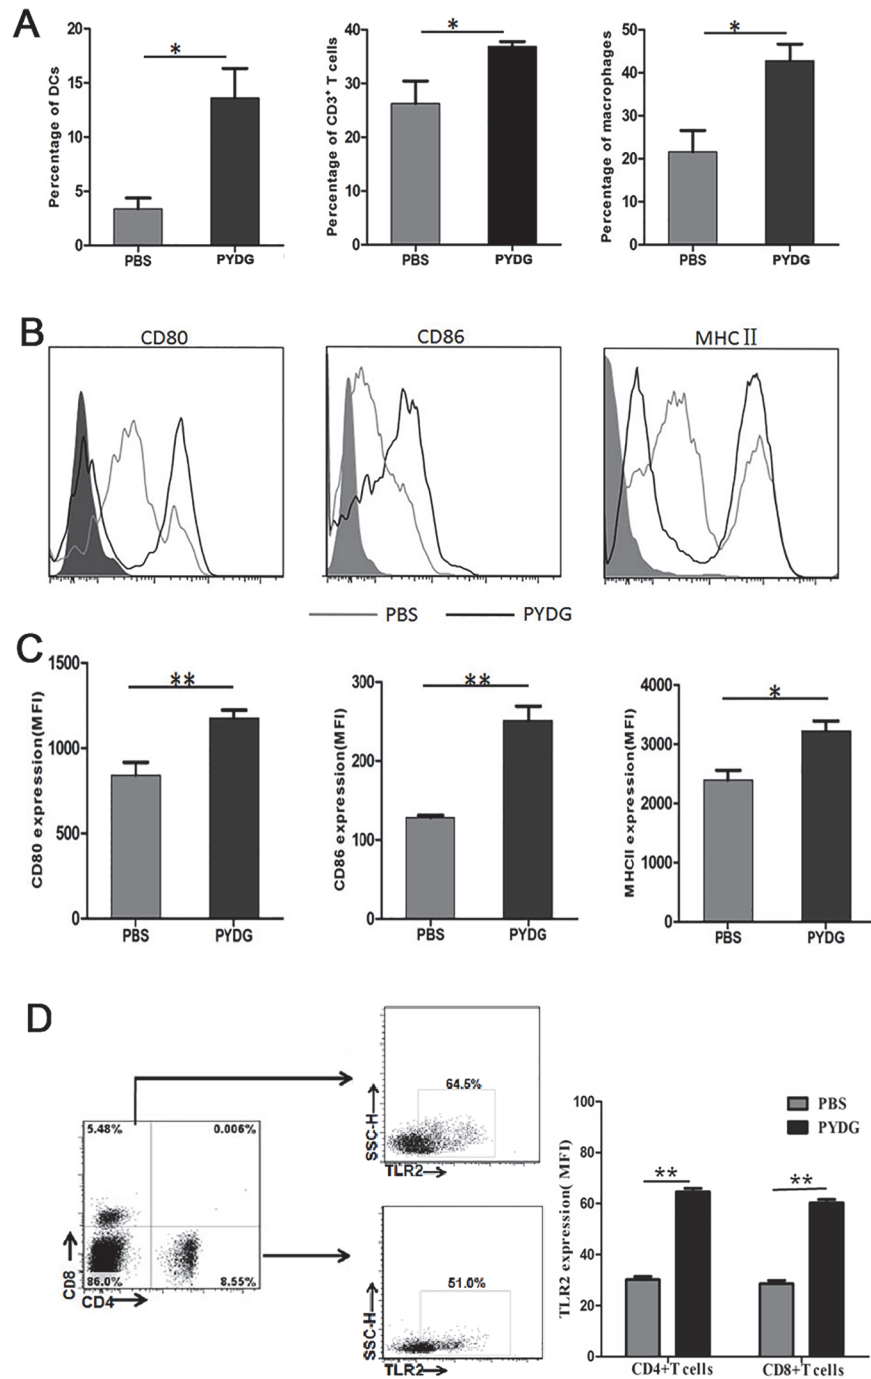 A
Percentage of DCs
20
15
10
5
0
*
PBS
PYDG
Percentage of CD3+ T cells
40
30
20
10
0
*
PBS
PYDG
Percentage of macrophages
50
40
30
20
10
0
*
PBS
PYDG
B
CD80
CD86
MHC II
PBS
PYDG
C
CD80 expression(MFI)
1500
1000
500
0
**
PBS
PYDG
CD86 expression(MFI)
300
200
100
0
**
PBS
PYDG
MHCII expression(MFI)
4000
3000
2000
1000
0
*
PBS
PYDG
D
5.48%
0.006%
86.0%
8.55%
CD8
CD4
64.5%
SSC-H
TLR2
51.0%
SSC-H
TLR2
TLR2 expression( MFI)
100
80
60
40
20
0
PBS
PYDG
**
**
CD4+T cells
CD8+T cells